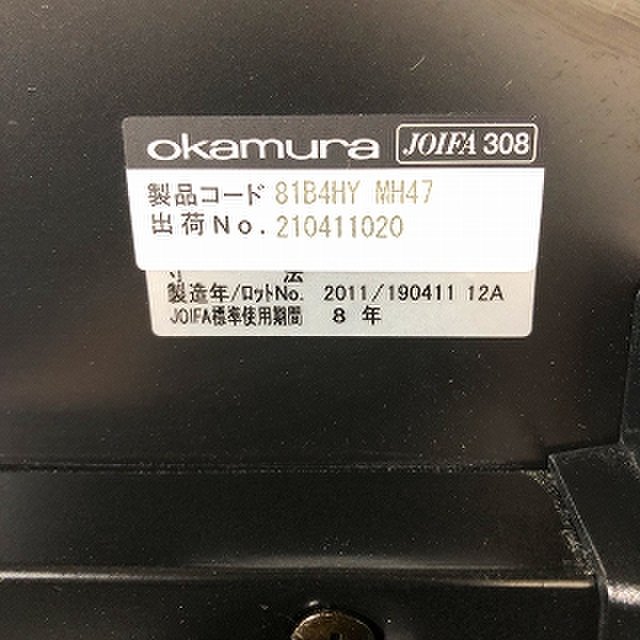 okamura JOIFA 308
製品コード 81B4HY MH47
出荷No. 210411020
寸 法
製造年/ロットNo. 2011/190411 12A
JOIFA標準使用期間 8 年